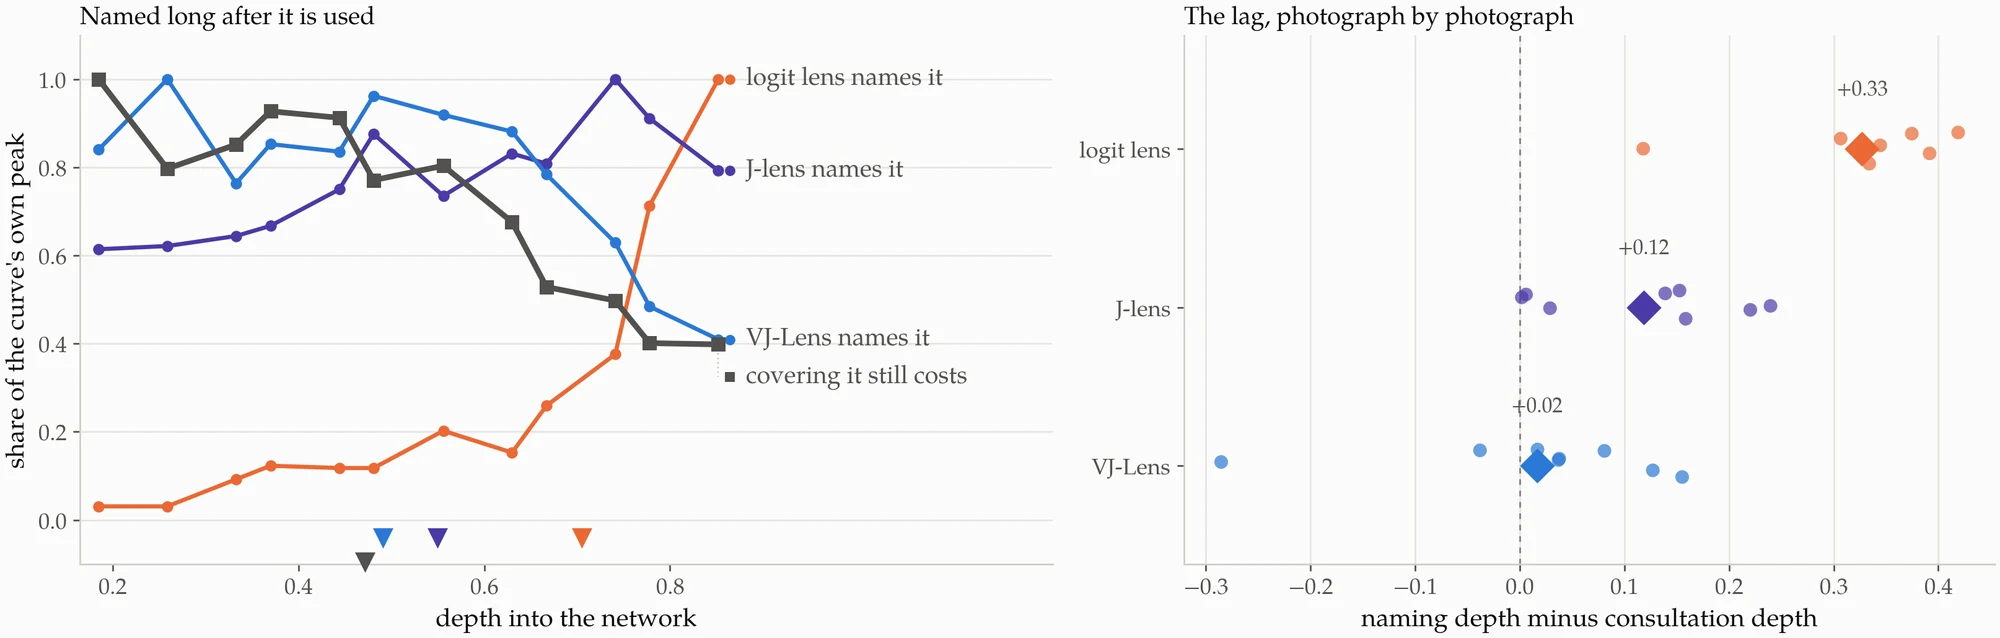 Named long after it is used
share of the curve's own peak
1.0
0.8
0.6
0.4
0.2
0.0
logit lens names it
J-lens names it
VJ-Lens names it
covering it still costs
0.2
0.4
0.6
0.8
depth into the network
The lag, photograph by photograph
logit lens
J-lens
VJ-Lens
+0.33
+0.12
+0.02
−0.3
−0.2
−0.1
0.0
0.1
0.2
0.3
0.4
naming depth minus consultation depth